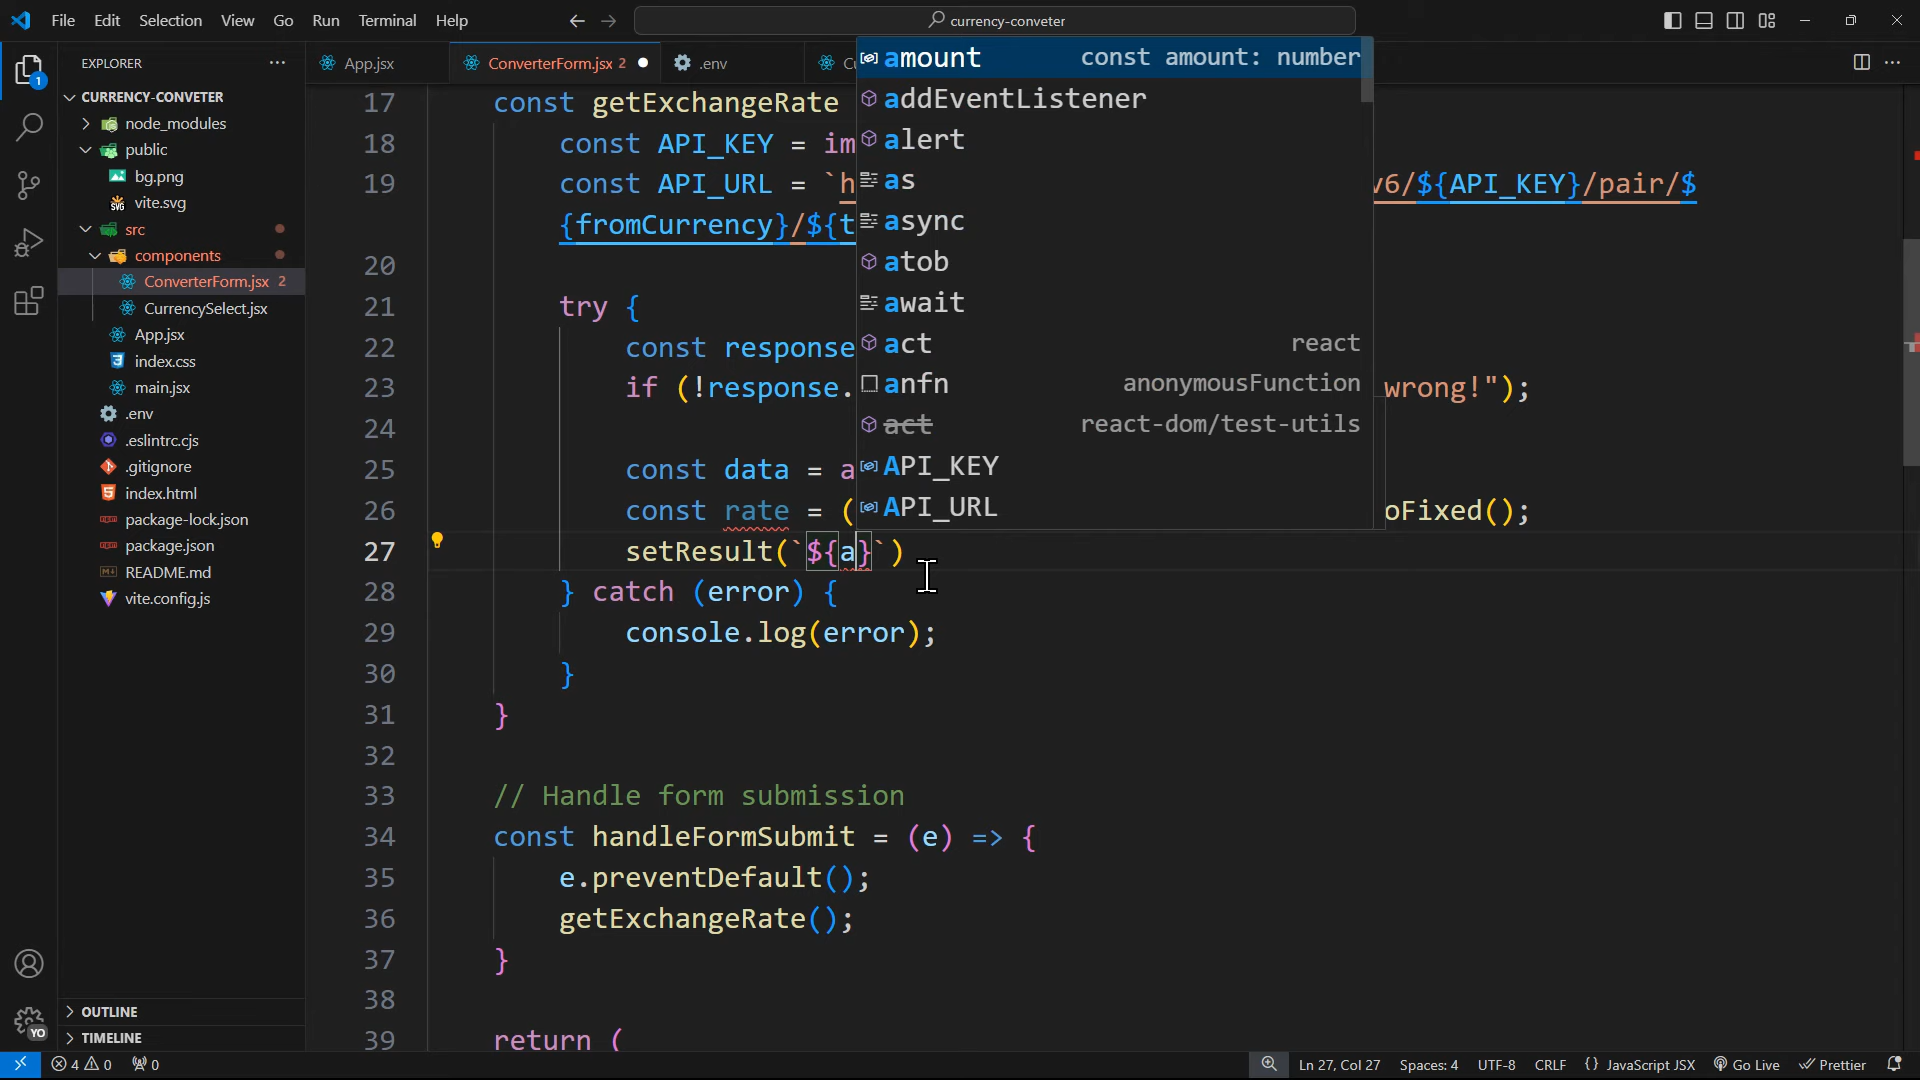 File Edit Selection View Go Run Terminal Help
currency-conveter
EXPLORER
CURRENCY-CONVETER
node_modules
public
bg.png
vite.svg
src
components
ConverterForm.jsx 2
CurrencySelect.jsx
App.jsx
index.css
main.jsx
.env
.eslintrc.cjs
.gitignore
index.html
package-lock.json
package.json
README.md
vite.config.js
OUTLINE
TIMELINE
1
YO
App.jsx ConverterForm.jsx 2 .env Cu
17 const getExchangeRate
18 const API_KEY = im
19 const API_URL = `h v6/${API_KEY}/pair/$
{fromCurrency}/${t
20
21 try {
22 const response
23 if (!response. wrong!");
24
25 const data = a
26 const rate = ( oFixed();
27 setResult(`${a}`)
28 } catch (error) {
29 console.log(error);
30 }
31 }
32
33 // Handle form submission
34 const handleFormSubmit = (e) => {
35 e.preventDefault();
36 getExchangeRate();
37 }
38
39 return (
amount const amount: number
addEventListener
alert
as
async
atob
await
act react
anfn anonymousFunction
act react-dom/test-utils
API_KEY
API_URL
4 0 0 Ln 27, Col 27 Spaces: 4 UTF-8 CRLF {} JavaScript JSX Go Live Prettier